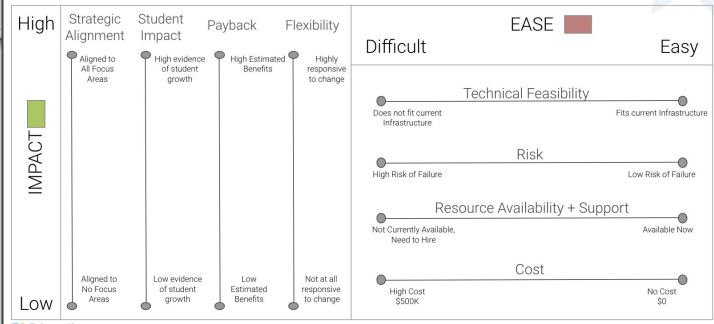 High
Strategic
Alignment
Student
Impact
Payback
Flexibility
Aligned to
All Focus
Areas
High evidence
of student
growth
High Estimated
Benefits
Highly
responsive
to change
IMPACT
Aligned to
No Focus
Areas
Low evidence
of student
growth
Low
Estimated
Benefits
Not at all
responsive
to change
Low
EASE
Difficult
Easy
Technical Feasibility
Does not fit current
Infrastructure
Fits current Infrastructure
Risk
High Risk of Failure
Low Risk of Failure
Resource Availability + Support
Not Currently Available,
Need to Hire
Available Now
Cost
High Cost
$500K
No Cost
$0